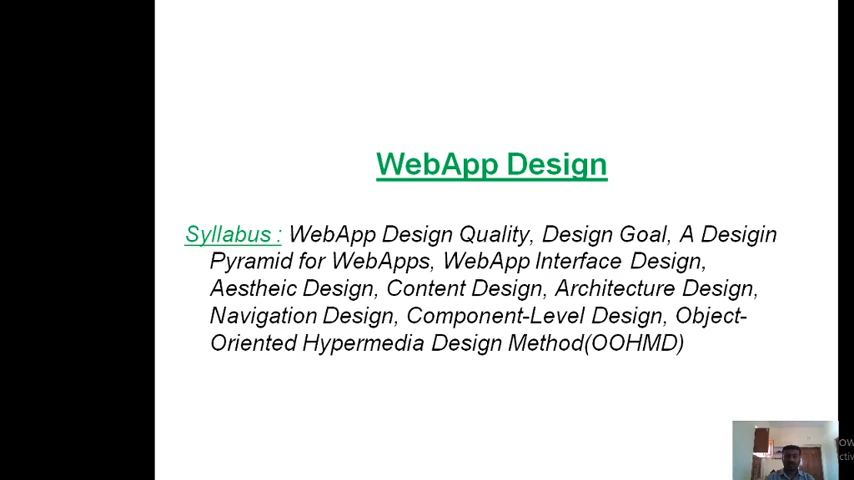 WebApp Design
Syllabus : WebApp Design Quality, Design Goal, A Desigin
Pyramid for WebApps, WebApp Interface Design,
Aestheic Design, Content Design, Architecture Design,
Navigation Design, Component-Level Design, Object-
Oriented Hypermedia Design Method(OOHMD)